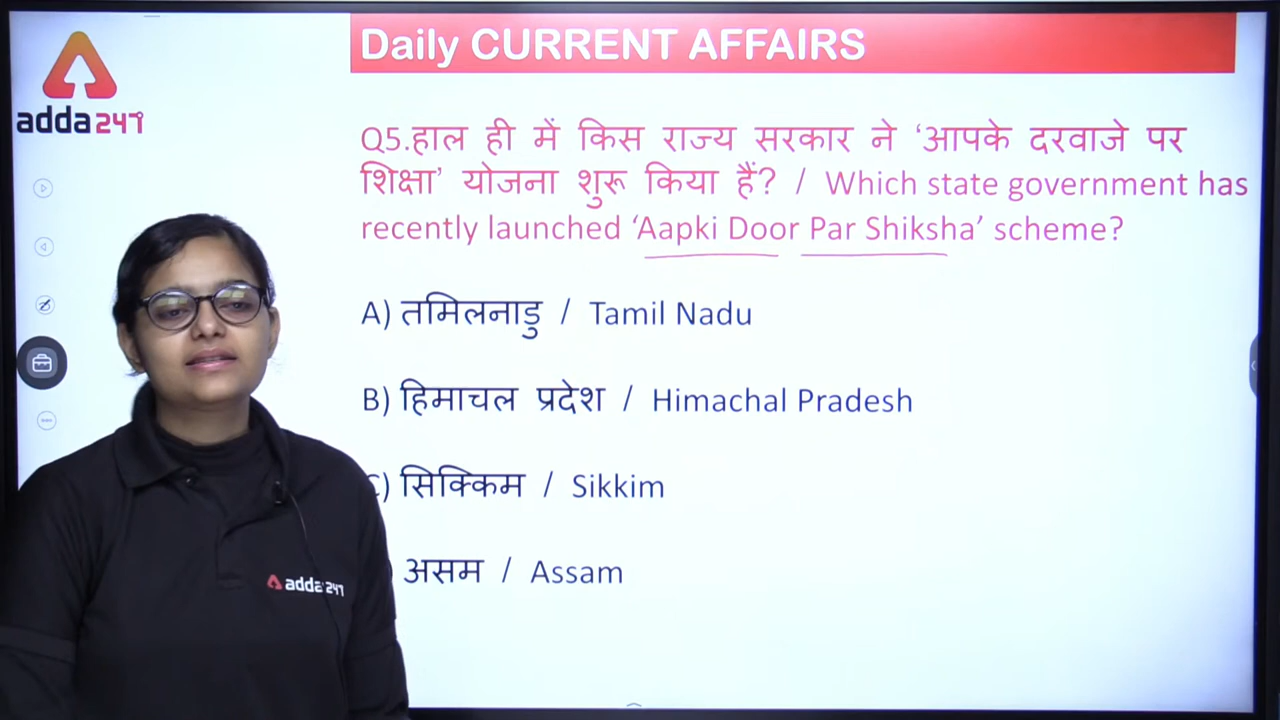 Daily CURRENT AFFAIRS
adda247
Q5.हाल ही में किस राज्य सरकार ने ‘आपके दरवाजे पर
शिक्षा’ योजना शुरू किया हैं? / Which state government has
recently launched ‘Aapki Door Par Shiksha’ scheme?
A) तमिलनाडु / Tamil Nadu
B) हिमाचल प्रदेश / Himachal Pradesh
C) सिक्किम / Sikkim
असम / Assam
adda247